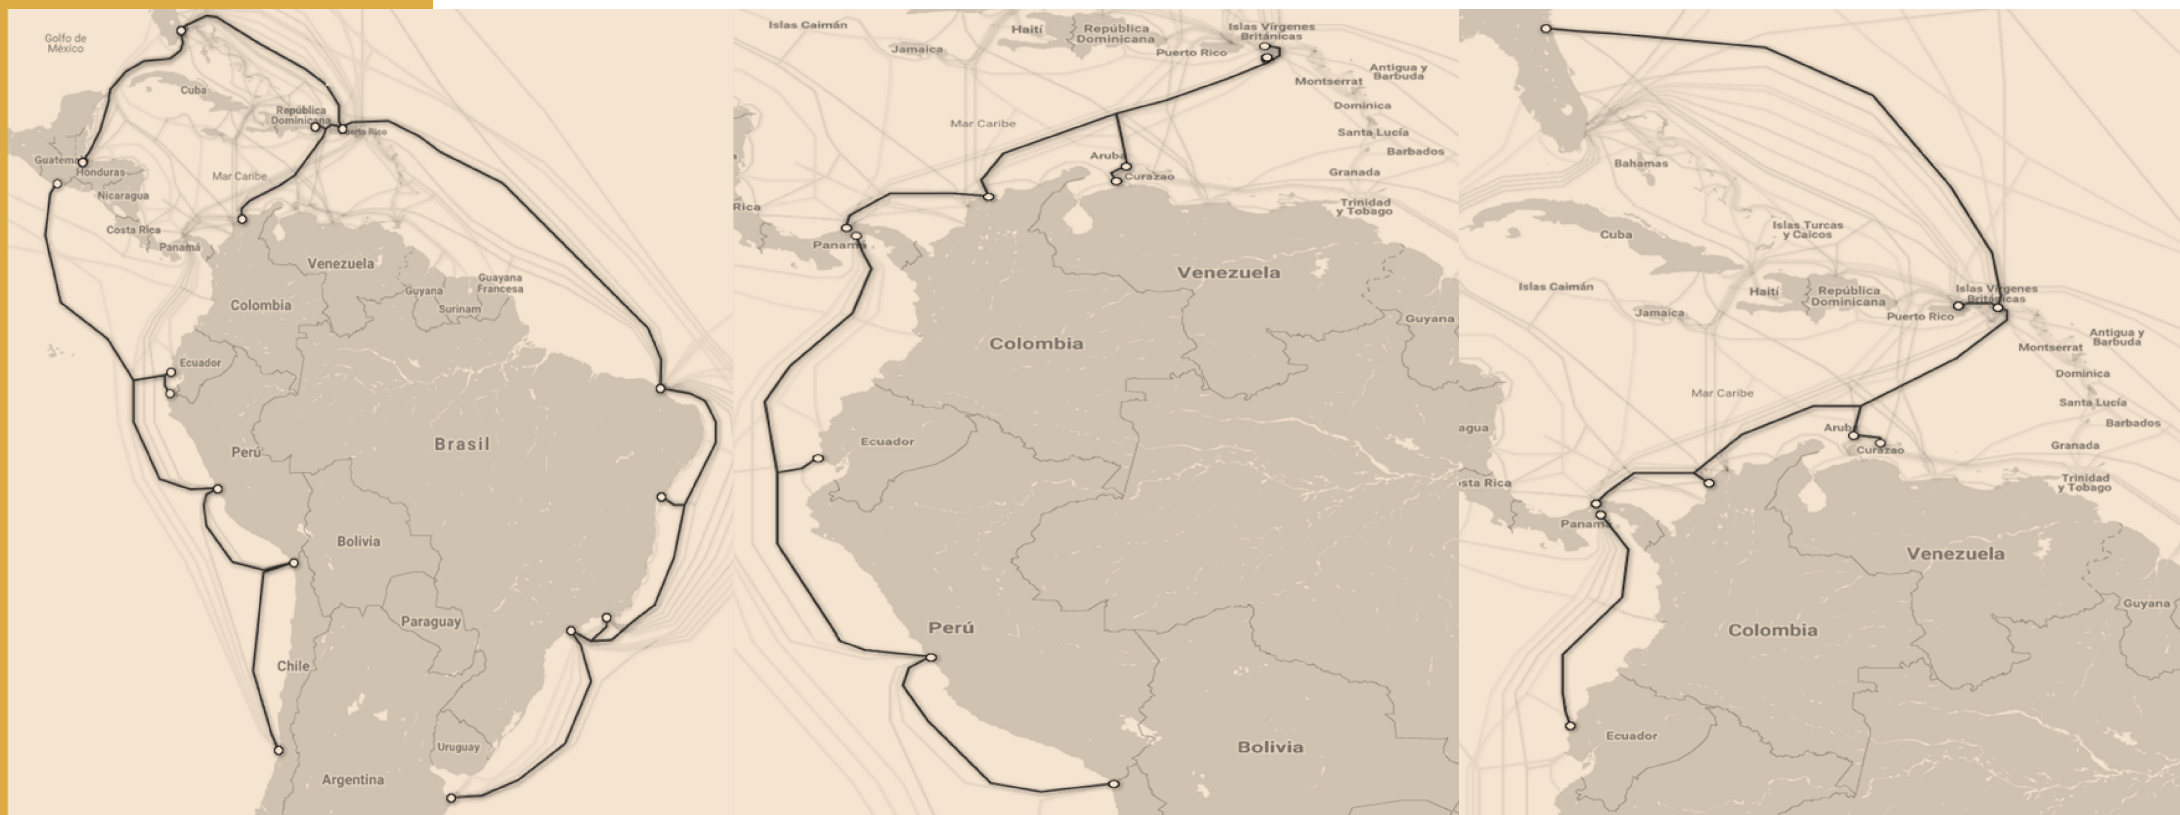 Golfo de
México
Cuba
República
Dominicana
Puerto Rico
Guatema
Honduras
Mar Caribe
Nicaragua
Costa Rica
Panamá
Venezuela
Guayana
Francesa
Guyana
Surinam
Colombia
Ecuador
Brasil
Perú
Bolivia
Paraguay
Chile
Uruguay
Argentina
Islas Caimán
Haití
República
Dominicana
Islas Vírgenes
Británicas
Jamaica
Puerto Rico
Antigua y
Barbuda
Montserrat
Dominica
Mar Caribe
Santa Lucía
Barbados
Aruba
Curazao
Granada
Rica
Trinidad
y Tobago
Panamá
Venezuela
Guyana
Colombia
Ecuador
Perú
Bolivia
Bahamas
Cuba
Islas Turcas
y Caicos
Islas Caimán
Haití
República
Dominicana
Islas Vírgenes
Británicas
Jamaica
Puerto Rico
Antigua y
Barbuda
Montserrat
Dominica
Mar Caribe
Santa Lucía
Barbados
agua
Aruba
Curazao
Granada
osta Rica
Trinidad
y Tobago
Panamá
Venezuela
Guyana
Colombia
Ecuador